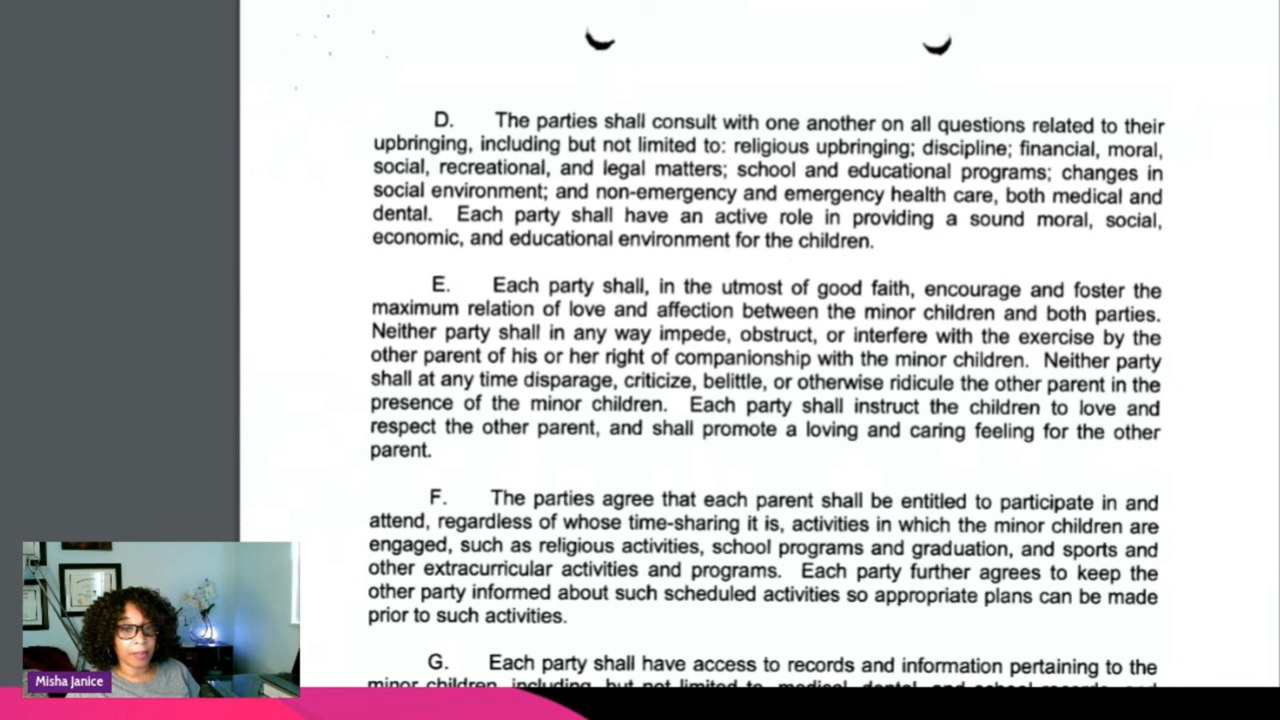 D. The parties shall consult with one another on all questions related to their
upbringing, including but not limited to: religious upbringing; discipline; financial, moral,
social, recreational, and legal matters; school and educational programs; changes in
social environment; and non-emergency and emergency health care, both medical and
dental. Each party shall have an active role in providing a sound moral, social,
economic, and educational environment for the children.
E. Each party shall, in the utmost of good faith, encourage and foster the
maximum relation of love and affection between the minor children and both parties.
Neither party shall in any way impede, obstruct, or interfere with the exercise by the
other parent of his or her right of companionship with the minor children. Neither party
shall at any time disparage, criticize, belittle, or otherwise ridicule the other parent in the
presence of the minor children. Each party shall instruct the children to love and
respect the other parent, and shall promote a loving and caring feeling for the other
parent.
F. The parties agree that each parent shall be entitled to participate in and
attend, regardless of whose time-sharing it is, activities in which the minor children are
engaged, such as religious activities, school programs and graduation, and sports and
other extracurricular activities and programs. Each party further agrees to keep the
other party informed about such scheduled activities so appropriate plans can be made
prior to such activities.
G. Each party shall have access to records and information pertaining to the
minor children, including, but not limited to, medical, dental, and school records, and
Misha Janice